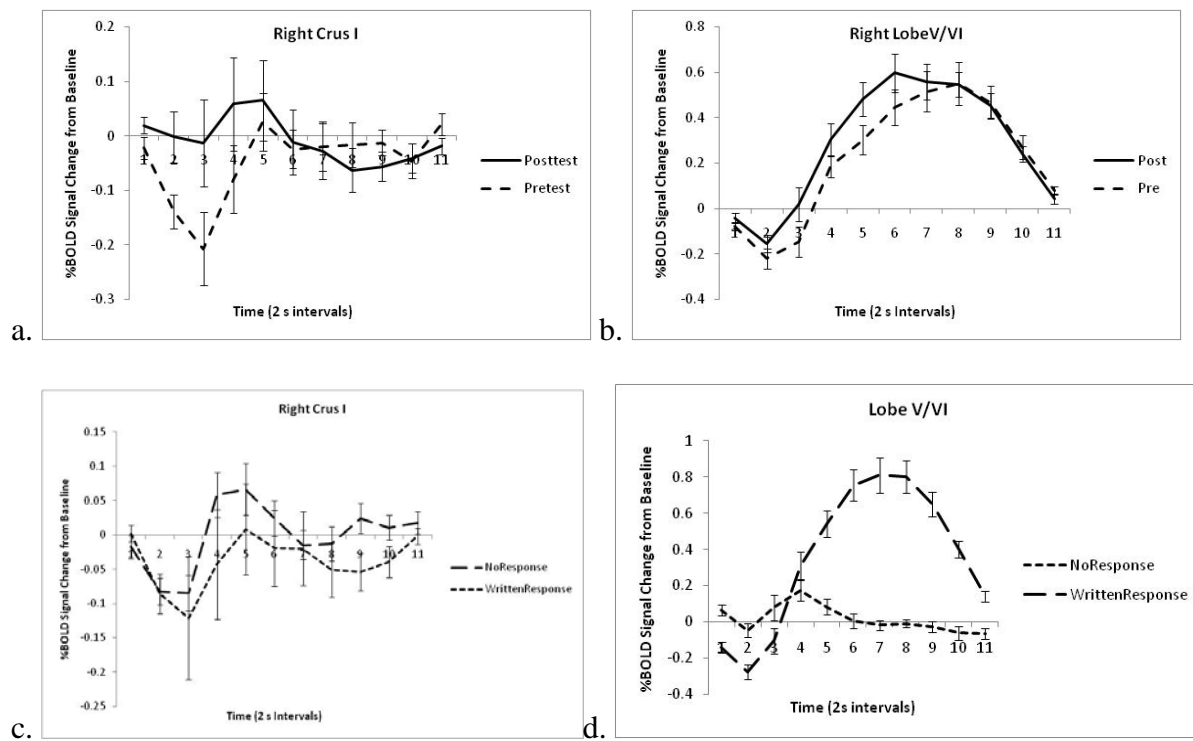 Right Crus I
%BOLD Signal Change from Baseline
0.2
0.1
0
-0.1
-0.2
-0.3
1 2 3 4 5 6 7 8 9 10 11
Time (2 s intervals)
Posttest
Pretest
a.
Right LobeV/VI
%BOLD Signal Change from Baseline
0.8
0.6
0.4
0.2
0
-0.2
-0.4
1 2 3 4 5 6 7 8 9 10 11
Time (2 s Intervals)
Post
Pre
b.
Right Crus I
%BOLD Signal Change from Baseline
0.15
0.1
0.05
0
-0.05
-0.1
-0.15
-0.2
-0.25
1 2 3 4 5 6 7 8 9 10 11
Time (2 s Intervals)
NoResponse
WrittenResponse
c.
Lobe V/VI
%BOLD Signal Change from Baseline
1
0.8
0.6
0.4
0.2
0
-0.2
-0.4
1 2 3 4 5 6 7 8 9 10 11
Time (2s Intervals)
NoResponse
WrittenResponse
d.